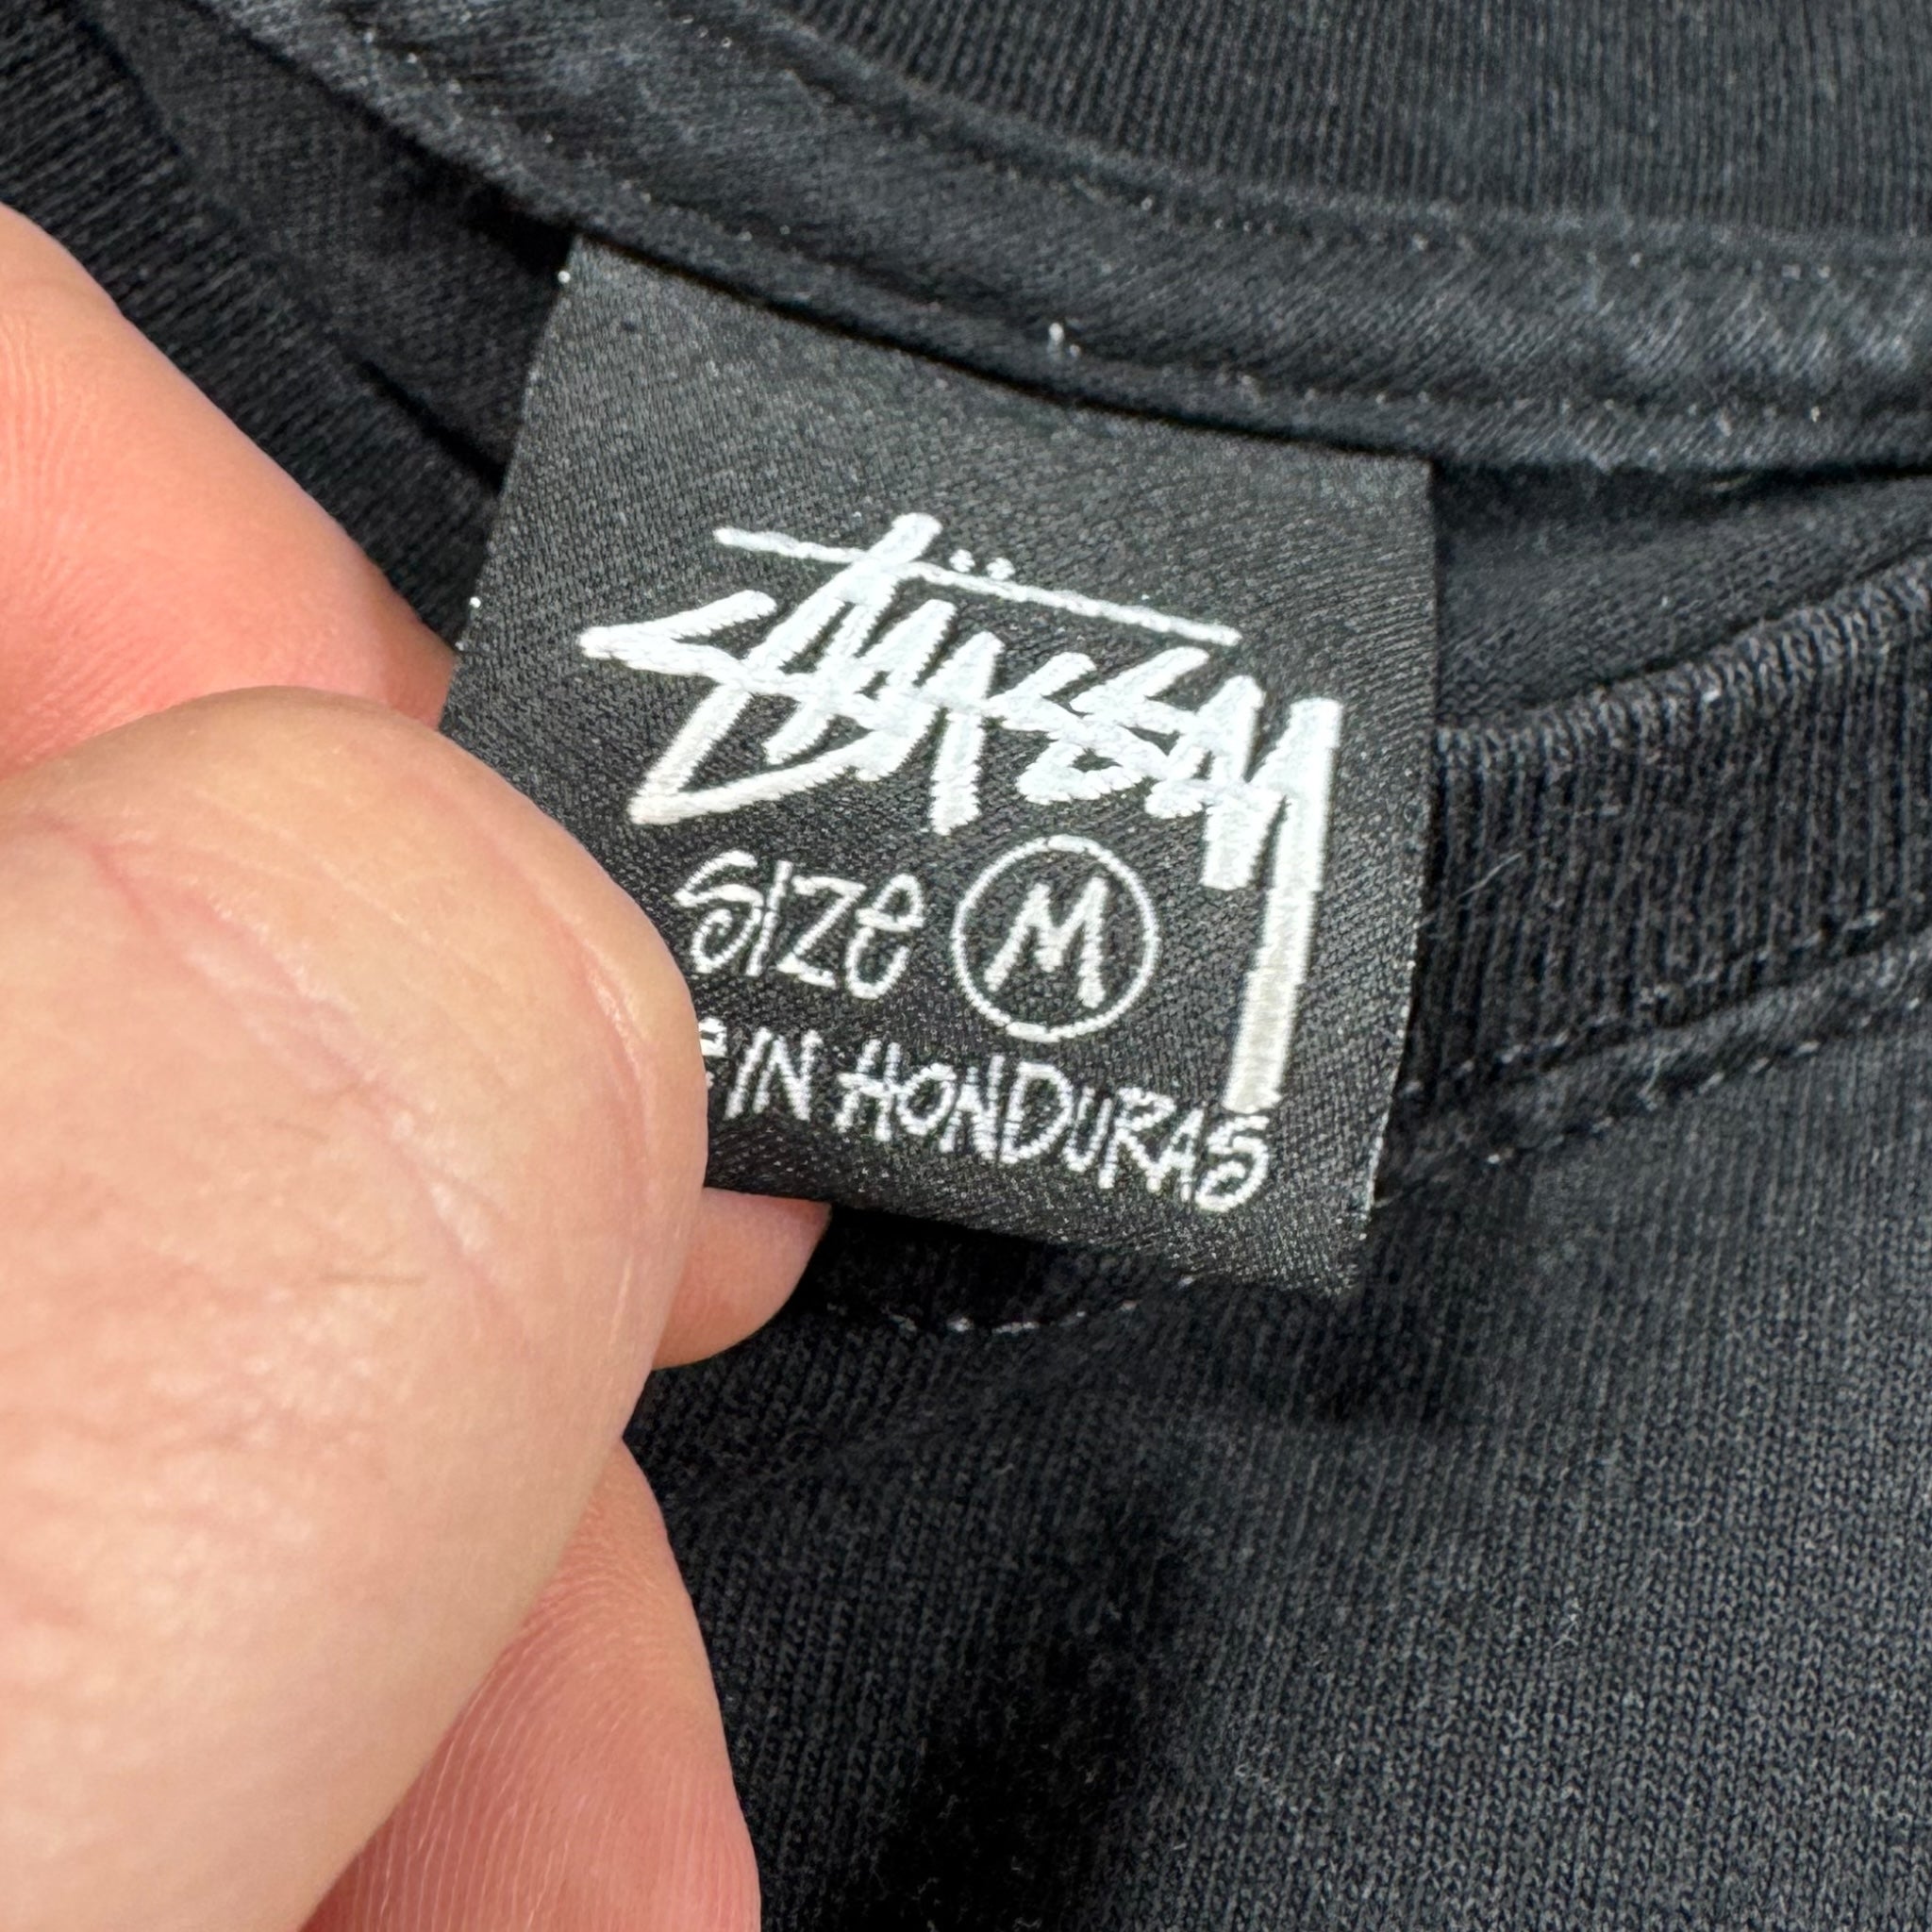 Stüssy
Size M
IN HONDURAS